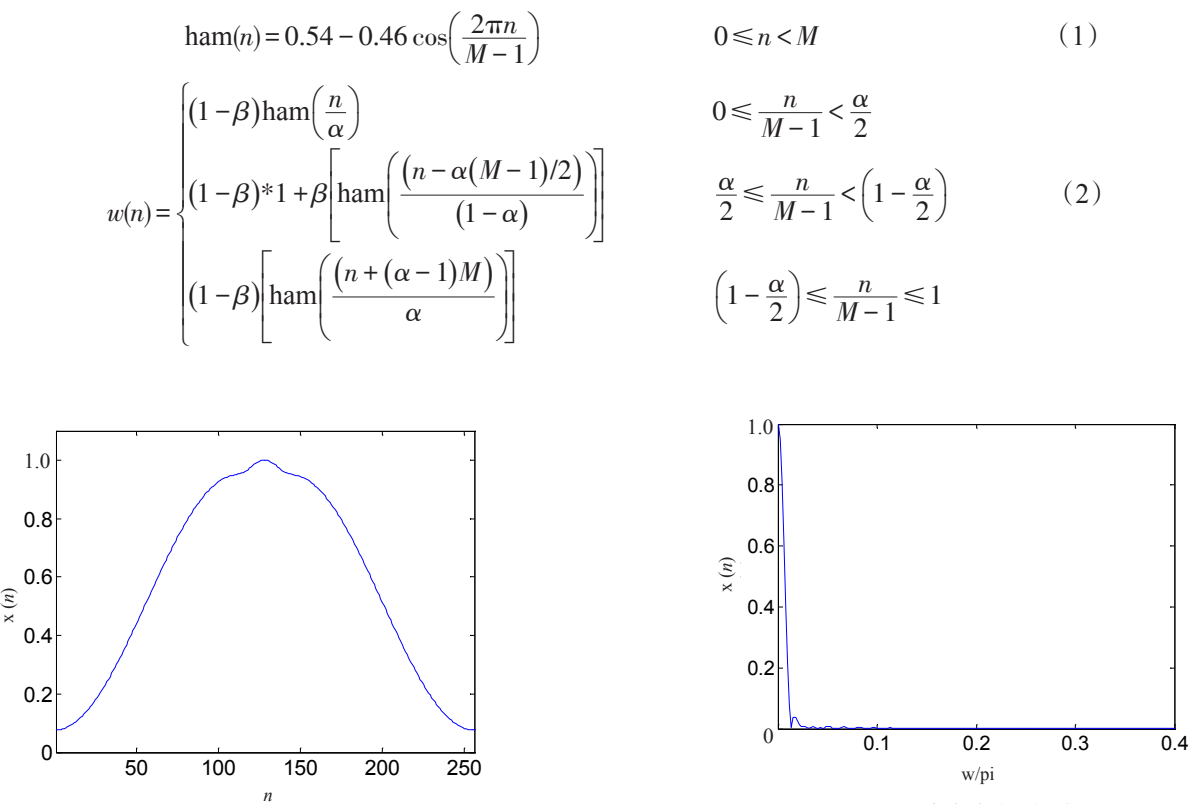 ham(n) = 0.54 − 0.46 cos(2πn / (M − 1))    0 ≤ n < M    (1)
w(n) = { (1 − β)ham(n/α)    0 ≤ n/(M − 1) < α/2
(1 − β)*1 + β[ham((n − α(M − 1)/2) / (1 − α))]    α/2 ≤ n/(M − 1) < (1 − α/2)    (2)
(1 − β)[ham((n + (α − 1)M) / α)]    (1 − α/2) ≤ n/(M − 1) ≤ 1
1.0
0.8
0.6
0.4
0.2
0
x (n)
50 100 150 200 250
n
1.0
0.8
0.6
0.4
0.2
0
x (n)
0.1 0.2 0.3 0.4
w/pi